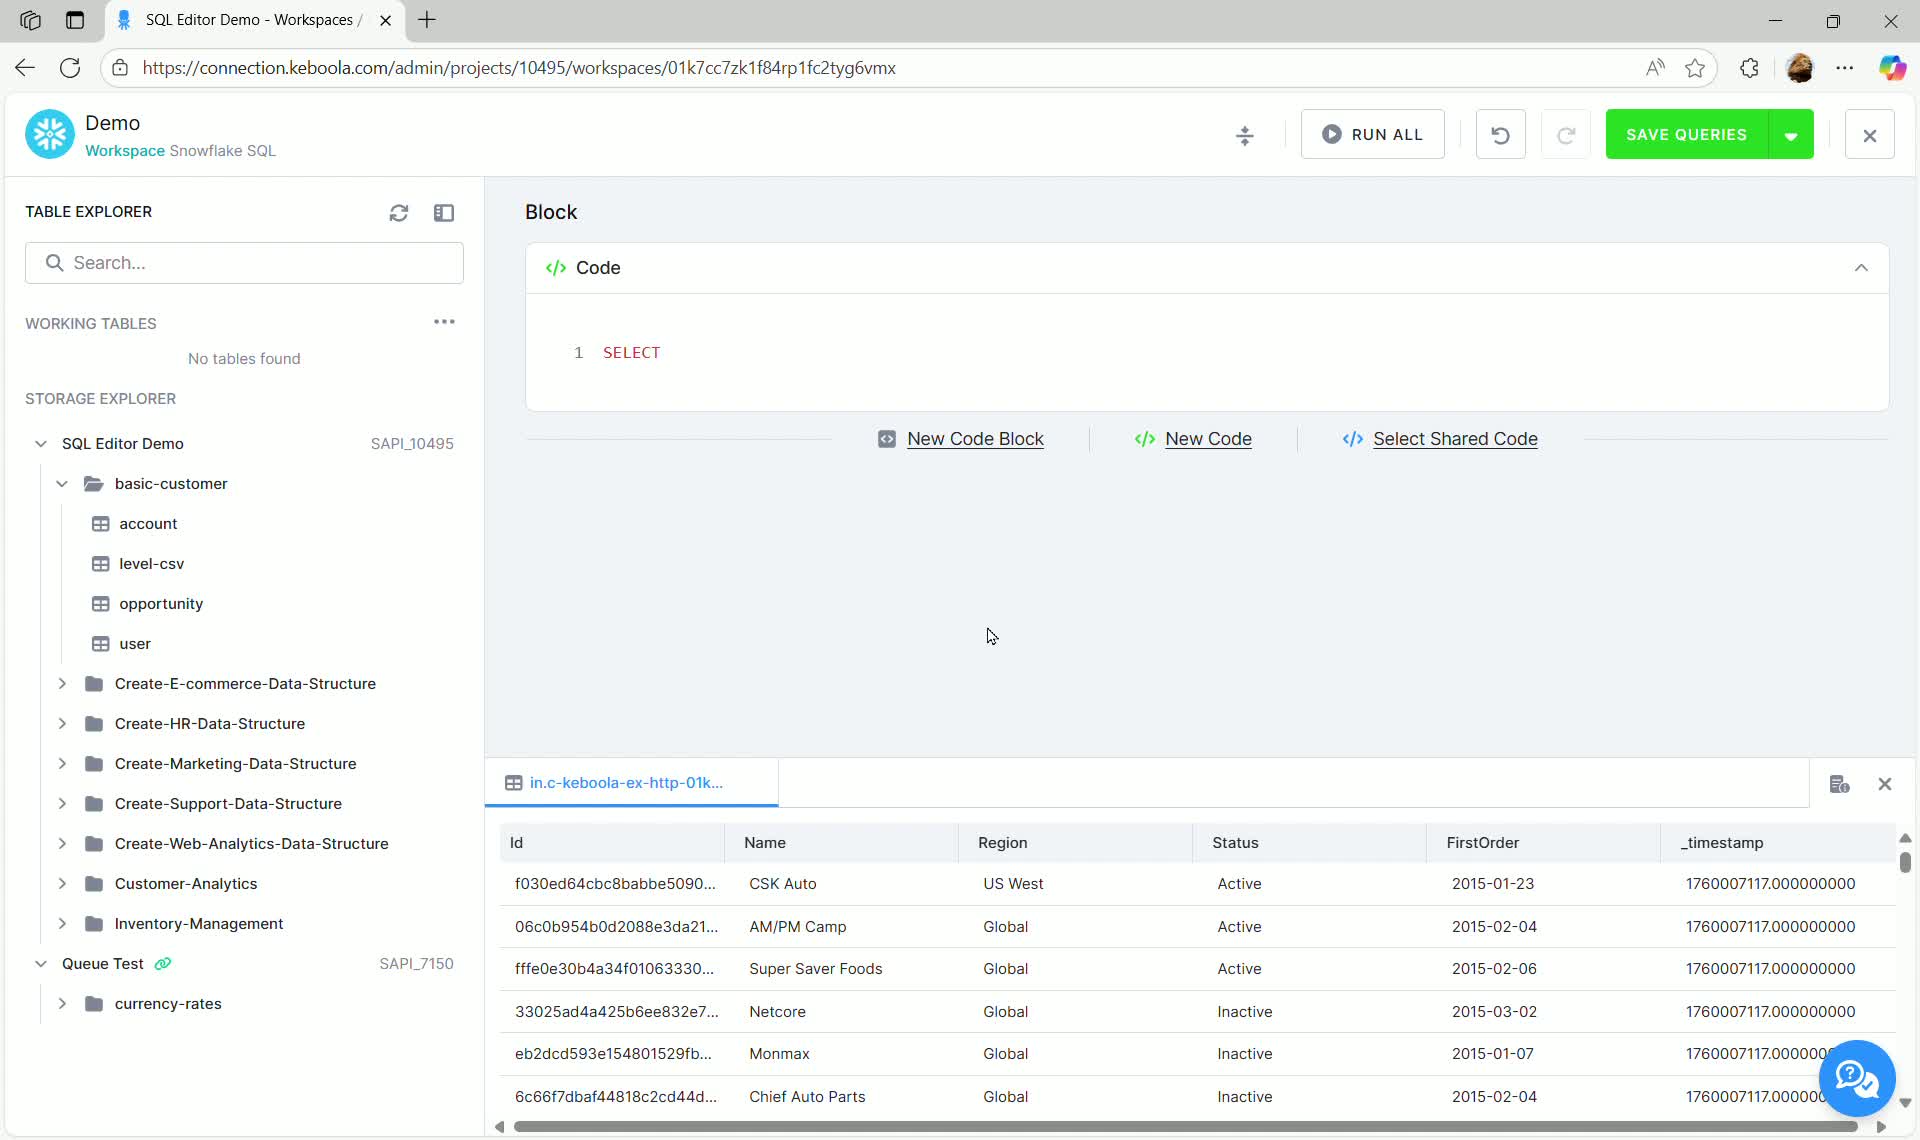 SQL Editor Demo - Workspaces /
https://connection.keboola.com/admin/projects/10495/workspaces/01k7cc7zk1f84rp1fc2tyg6vmx
Demo
Workspace Snowflake SQL
RUN ALL
SAVE QUERIES
TABLE EXPLORER
Search...
WORKING TABLES
No tables found
STORAGE EXPLORER
SQL Editor Demo SAPI_10495
basic-customer
account
level-csv
opportunity
user
Create-E-commerce-Data-Structure
Create-HR-Data-Structure
Create-Marketing-Data-Structure
Create-Support-Data-Structure
Create-Web-Analytics-Data-Structure
Customer-Analytics
Inventory-Management
Queue Test SAPI_7150
currency-rates
Block
</> Code
1 SELECT
New Code Block
</> New Code
</> Select Shared Code
in.c-keboola-ex-http-01k...
Id Name Region Status FirstOrder _timestamp
f030ed64cbc8babbe5090... CSK Auto US West Active 2015-01-23 1760007117.000000000
06c0b954b0d2088e3da21... AM/PM Camp Global Active 2015-02-04 1760007117.000000000
fffe0e30b4a34f01063330... Super Saver Foods Global Active 2015-02-06 1760007117.000000000
33025ad4a425b6ee832e7... Netcore Global Inactive 2015-03-02 1760007117.000000000
eb2dcd593e154801529fb... Monmax Global Inactive 2015-01-07 1760007117.000000
6c66f7dbaf44818c2cd44d... Chief Auto Parts Global Inactive 2015-02-04 1760007117.00000